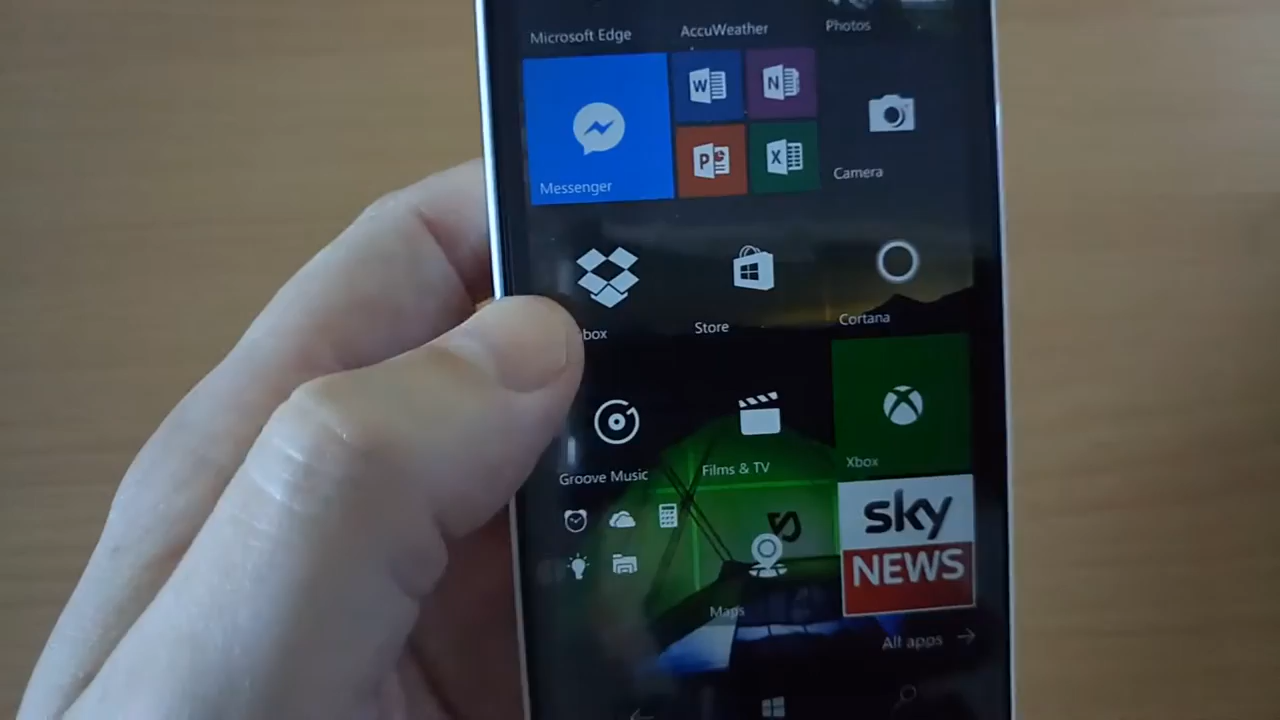 Microsoft Edge
AccuWeather
Photos
W
N
P
X
Messenger
Camera
box
Store
Cortana
Groove Music
Films & TV
Xbox
sky
NEWS
Maps
All apps